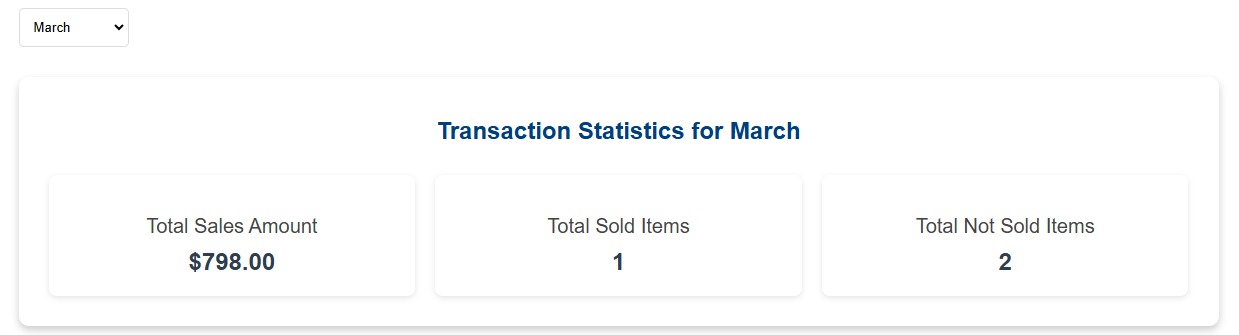 March
Transaction Statistics for March
Total Sales Amount
$798.00
Total Sold Items
1
Total Not Sold Items
2